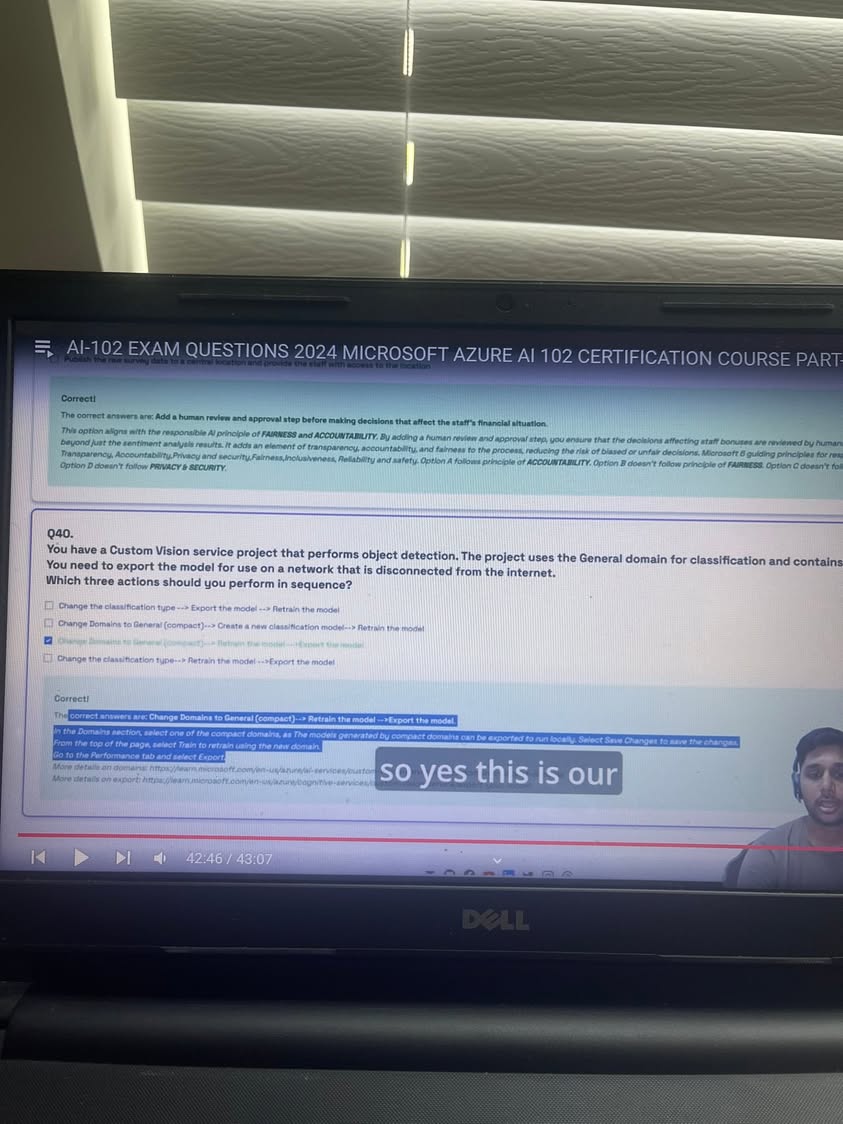 AI-102 EXAM QUESTIONS 2024 MICROSOFT AZURE AI 102 CERTIFICATION COURSE PART-
Publish the raw survey data to a central location and provide the staff with access to the location
Correct!
The correct answers are: Add a human review and approval step before making decisions that affect the staff's financial situation.
This option aligns with the responsible AI principle of FAIRNESS and ACCOUNTABILITY. By adding a human review and approval step, you ensure that the decisions affecting staff bonuses are reviewed by human
beyond just the sentiment analysis results. It adds an element of transparency, accountability, and fairness to the process, reducing the risk of biased or unfair decisions. Microsoft 6 guiding principles for res
Transparency, Accountability,Privacy and security,Fairness,Inclusiveness, Reliability and safety. Option A follows principle of ACCOUNTABILITY. Option B doesn't follow principle of FAIRNESS. Option C doesn't fol
Option D doesn't follow PRIVACY & SECURITY.
Q40.
You have a Custom Vision service project that performs object detection. The project uses the General domain for classification and contains
You need to export the model for use on a network that is disconnected from the internet.
Which three actions should you perform in sequence?
Change the classification type --> Export the model --> Retrain the model
Change Domains to General (compact)--> Create a new classification model--> Retrain the model
Change Domains to General (compact)--> Retrain the model -->Export the model
Change the classification type--> Retrain the model -->Export the model
Correct!
The correct answers are: Change Domains to General (compact)--> Retrain the model -->Export the model.
In the Domains section, select one of the compact domains, as The models generated by compact domains can be exported to run locally. Select Save Changes to save the changes.
From the top of the page, select Train to retrain using the new domain.
Go to the Performance tab and select Export.
More details on domains: https://learn.microsoft.com/en-us/azure/ai-services/custom
More details on export: https://learn.microsoft.com/en-us/azure/cognitive-services/
so yes this is our
42:46 / 43:07
DELL